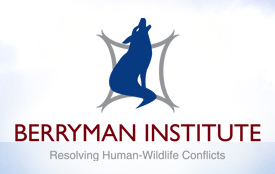 BERRYMAN INSTITUTE
Resolving Human-Wildlife Conflicts